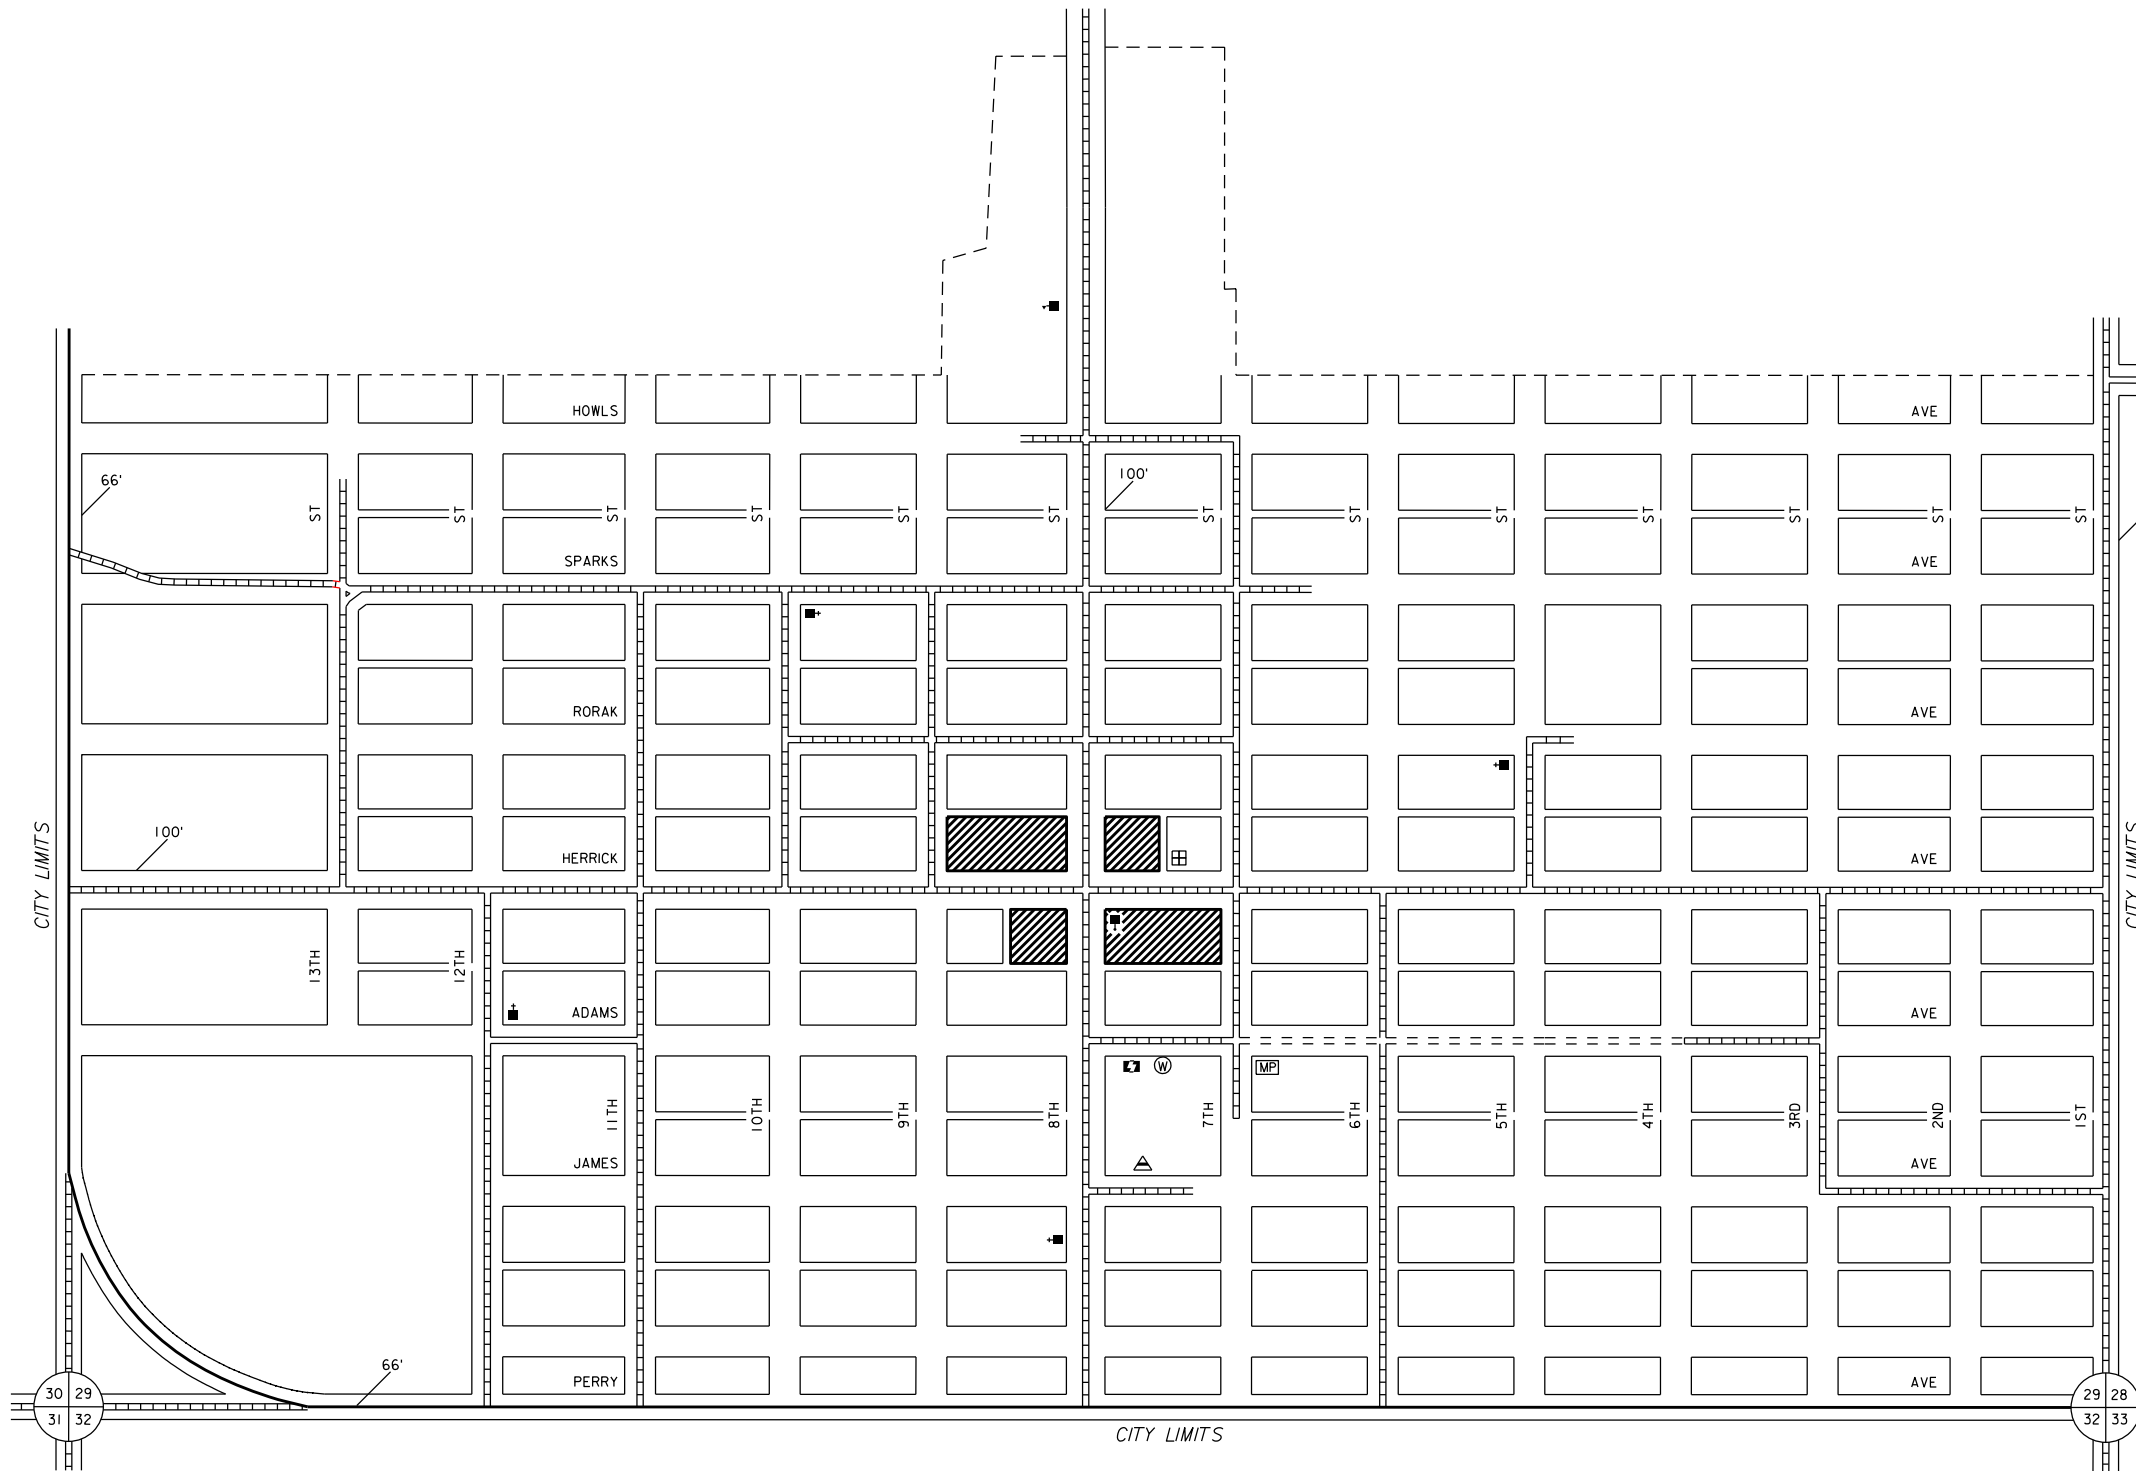 HOWLS AVE
66' 100'
ST ST ST ST ST ST ST ST ST ST ST ST ST
SPARKS AVE
RORAK AVE
100'
HERRICK AVE
CITY LIMITS
CITY LIMITS
13TH 12TH
ADAMS AVE
W MP
11TH 10TH 9TH 8TH 7TH 6TH 5TH 4TH 3RD 2ND 1ST
JAMES AVE
66'
PERRY AVE
30 29 29 28
31 32 32 33
CITY LIMITS